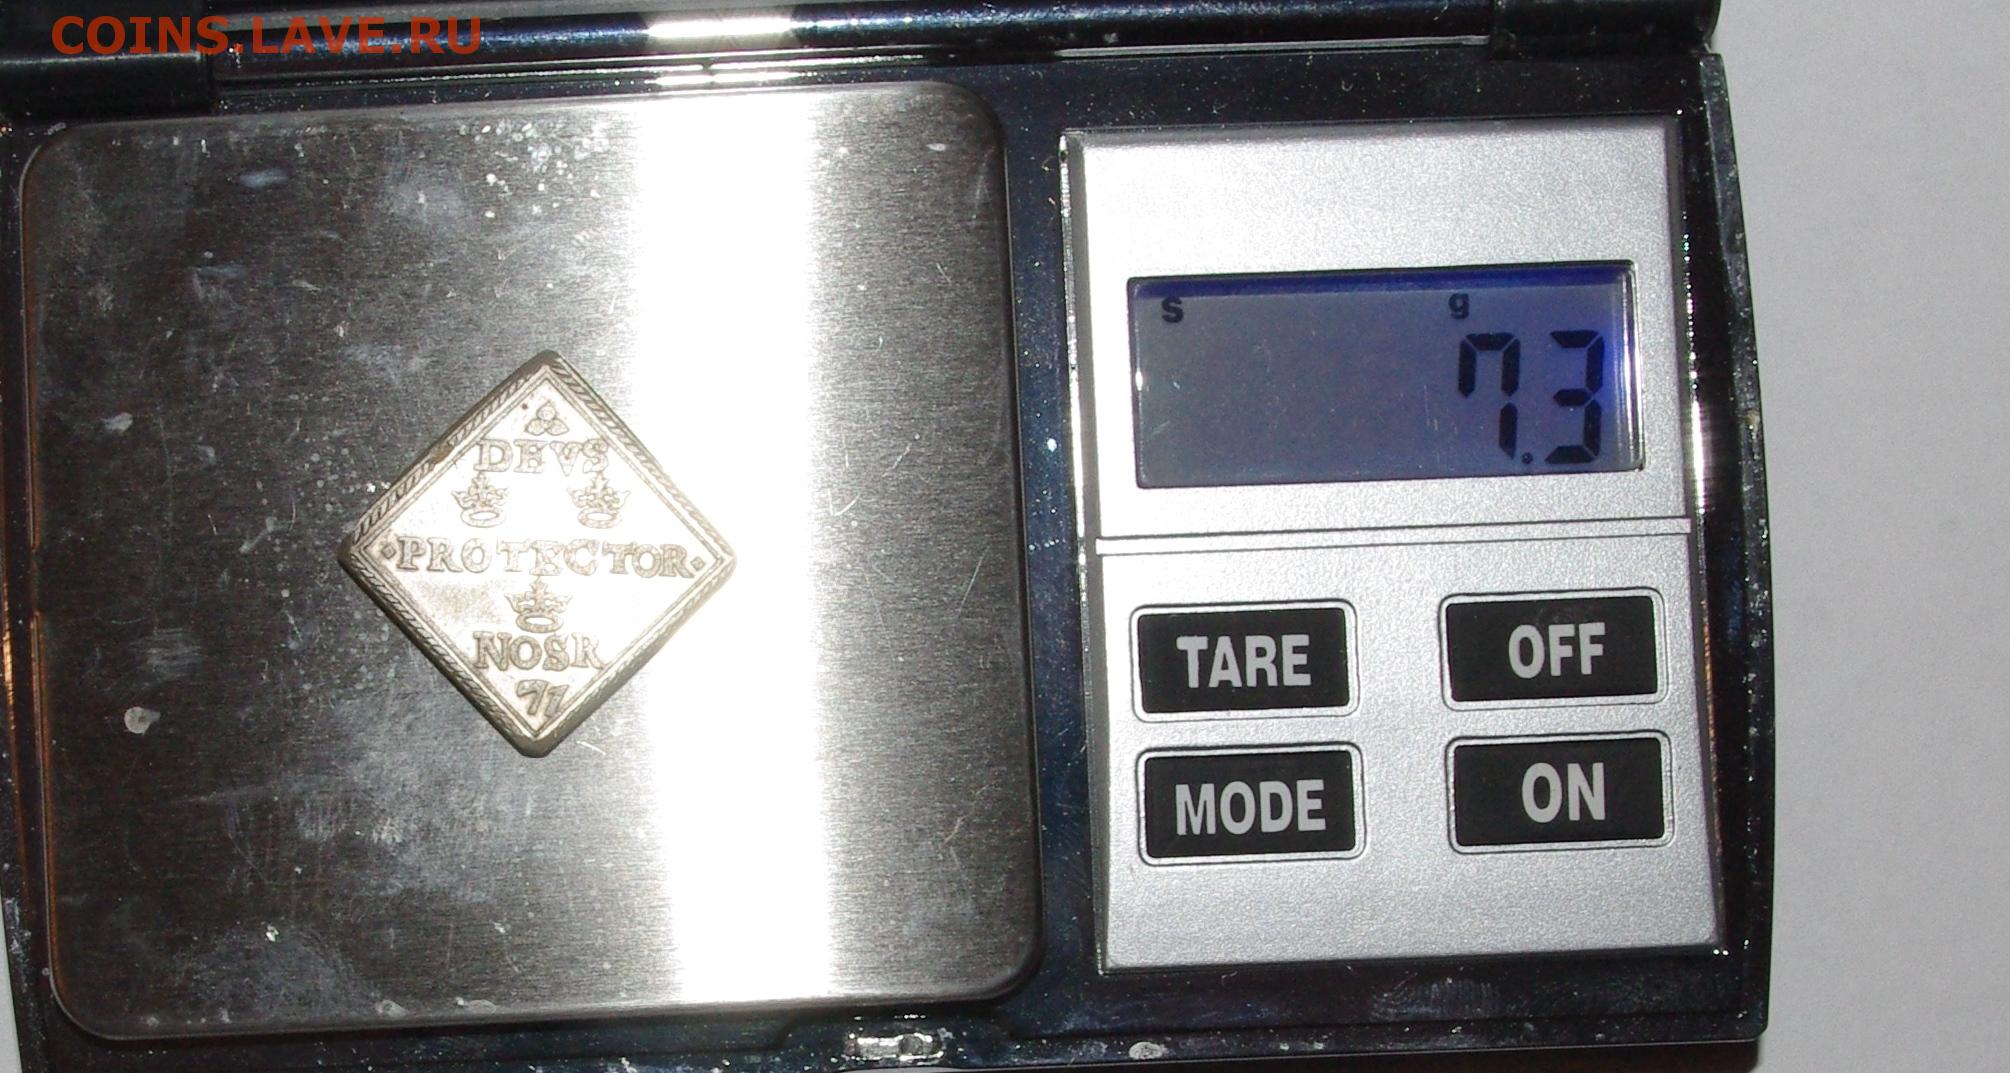 COINS.LAVE.RU
DEVS
·PROTECTOR·
NOSR
71
s g
7.3
TARE OFF
MODE ON